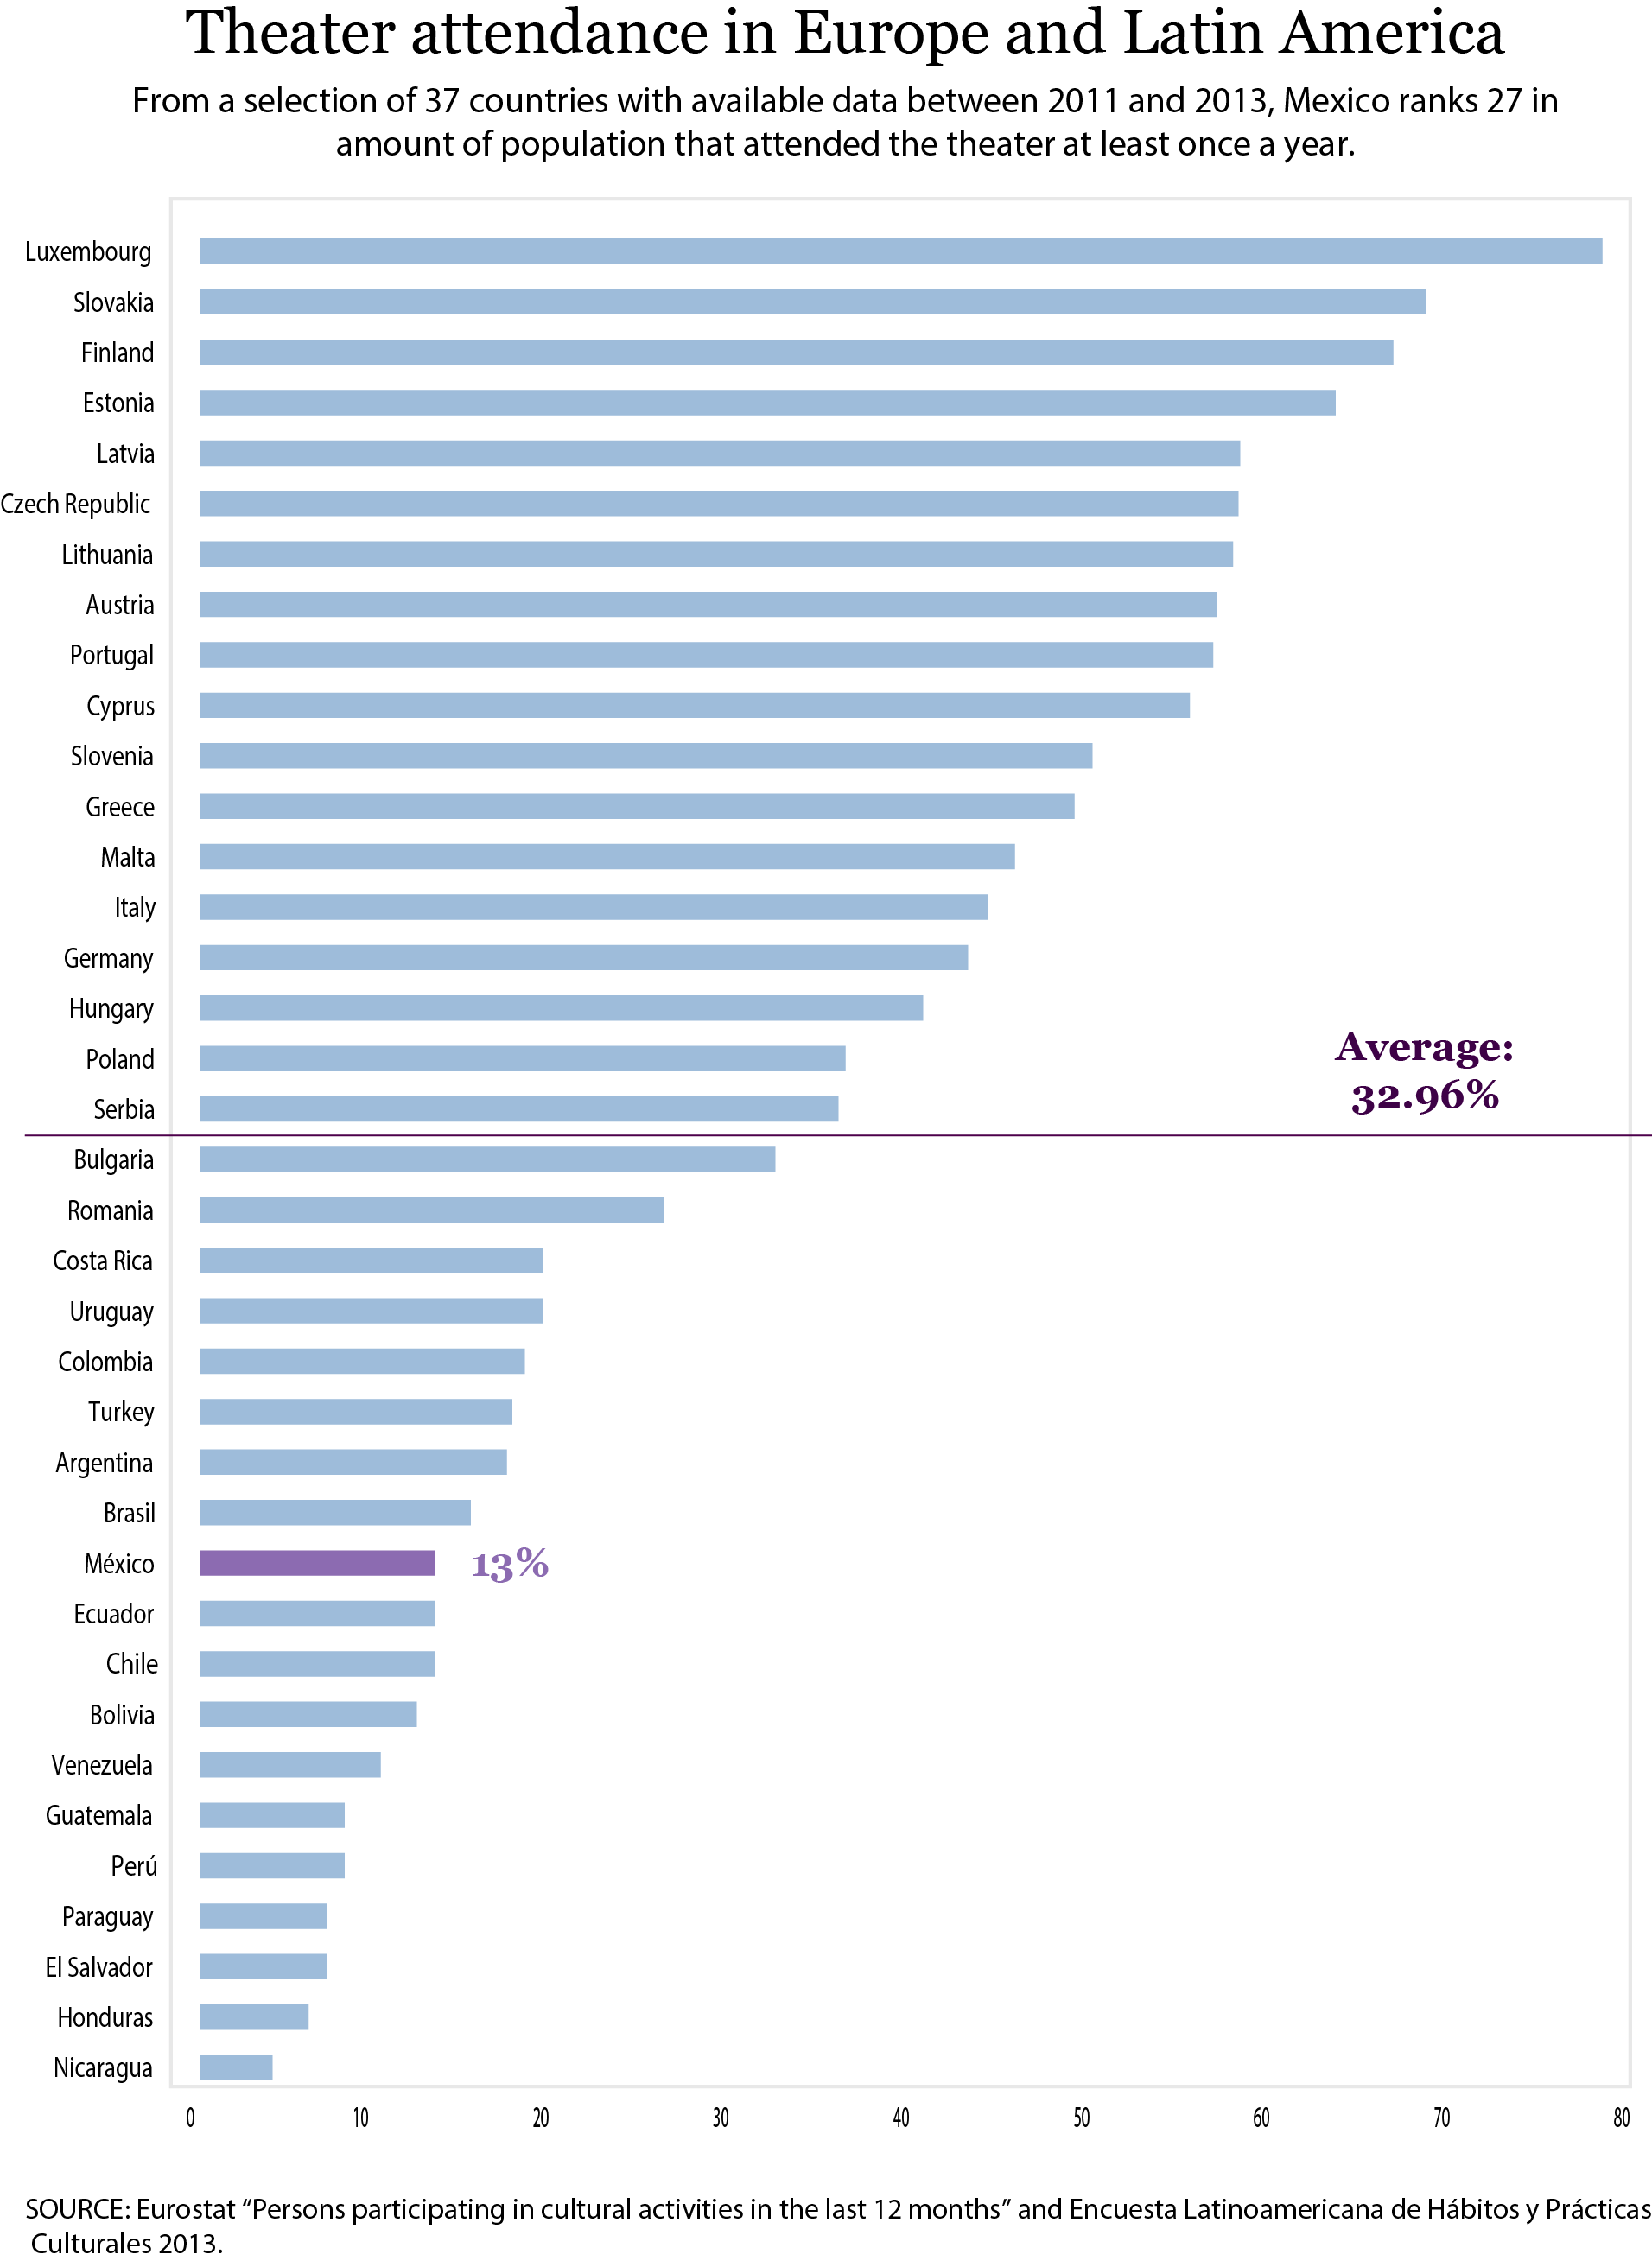 Theater attendance in Europe and Latin America
From a selection of 37 countries with available data between 2011 and 2013, Mexico ranks 27 in
amount of population that attended the theater at least once a year.
Luxembourg
Slovakia
Finland
Estonia
Latvia
Czech Republic
Lithuania
Austria
Portugal
Cyprus
Slovenia
Greece
Malta
Italy
Germany
Hungary
Poland
Average:
32.96%
Serbia
Bulgaria
Romania
Costa Rica
Uruguay
Colombia
Turkey
Argentina
Brasil
México 13%
Ecuador
Chile
Bolivia
Venezuela
Guatemala
Perú
Paraguay
El Salvador
Honduras
Nicaragua
0 10 20 30 40 50 60 70 80
SOURCE: Eurostat “Persons participating in cultural activities in the last 12 months” and Encuesta Latinoamericana de Hábitos y Prácticas
Culturales 2013.